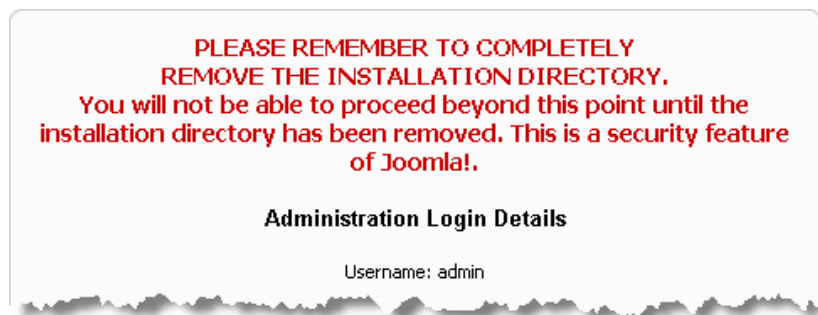 PLEASE REMEMBER TO COMPLETELY
REMOVE THE INSTALLATION DIRECTORY.
You will not be able to proceed beyond this point until the
installation directory has been removed. This is a security feature
of Joomla!.
Administration Login Details
Username: admin